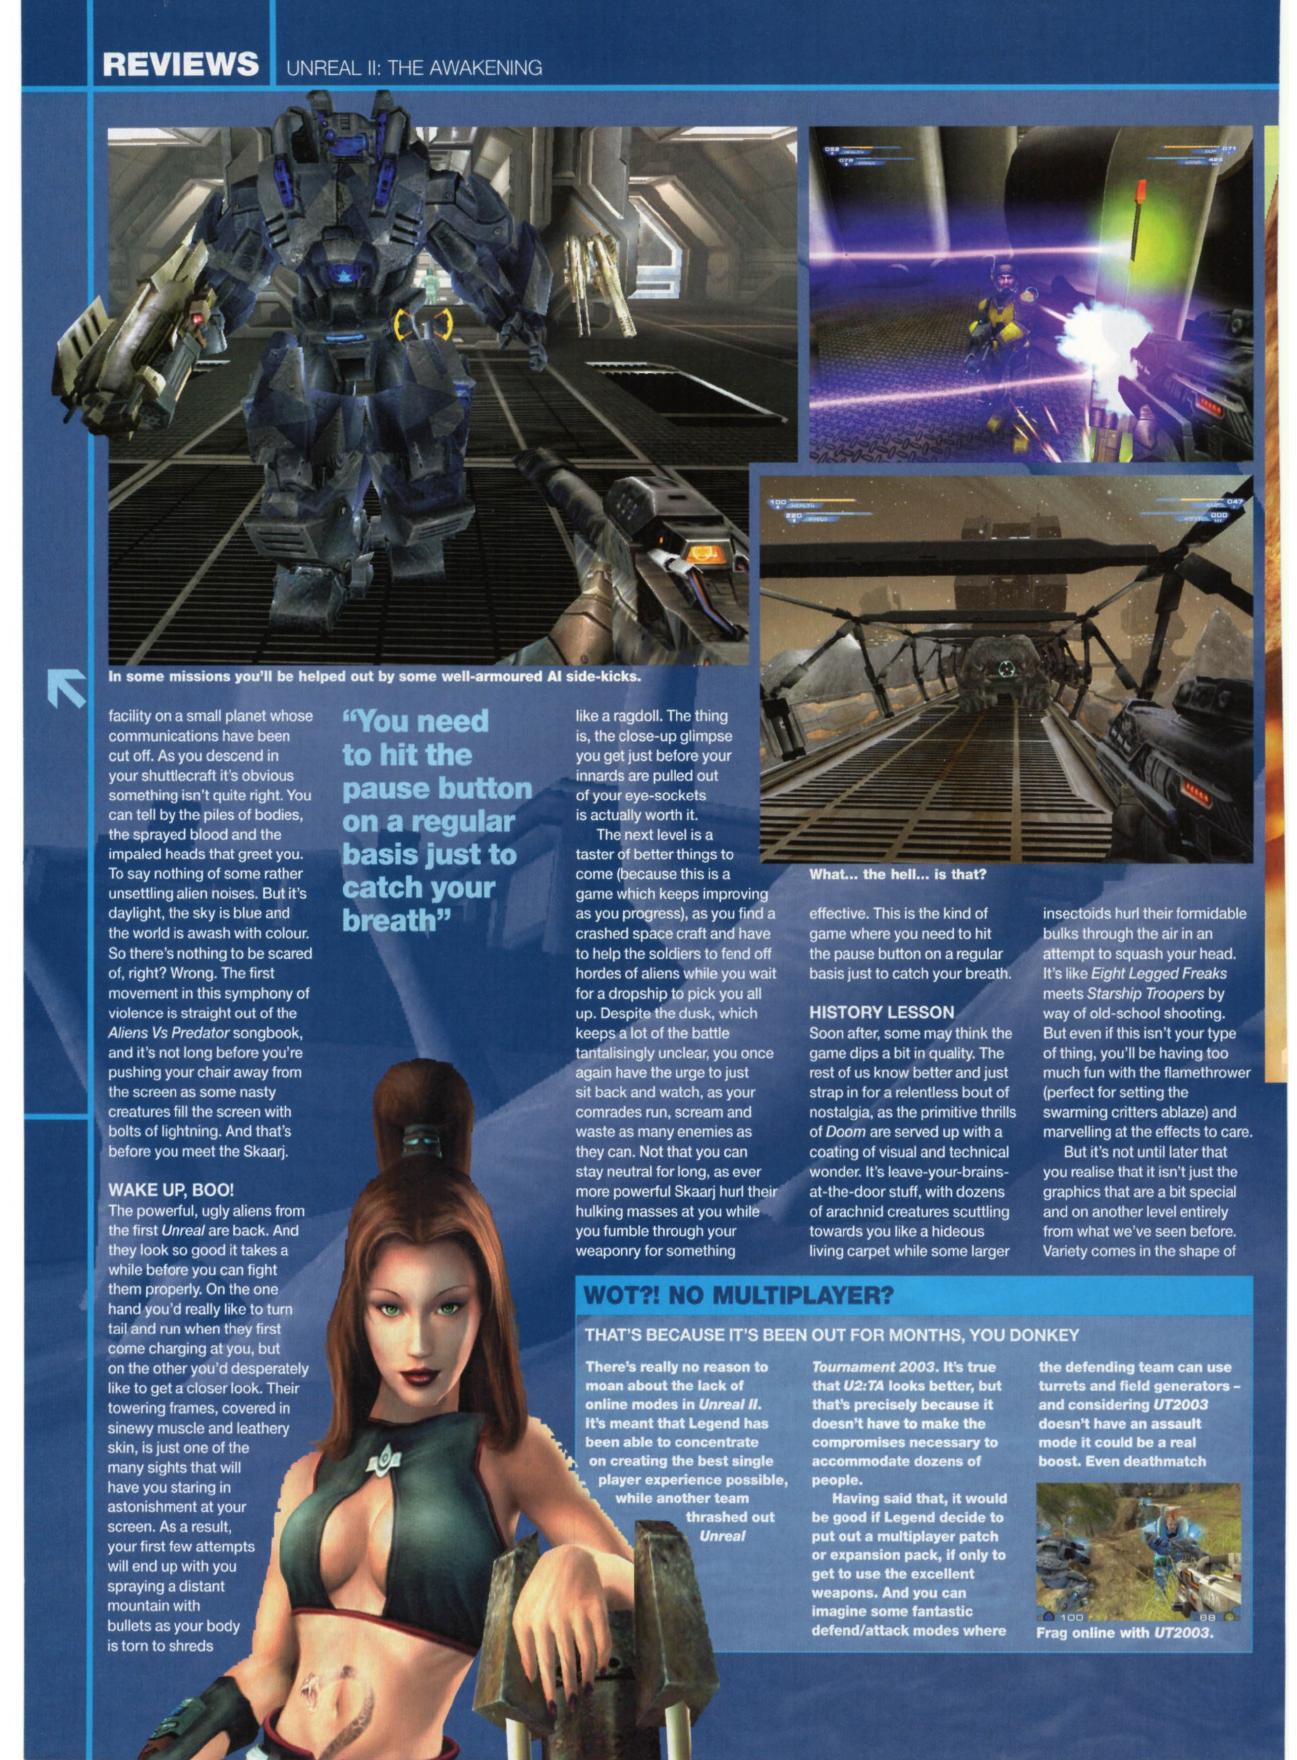 REVIEWS
UNREAL II: THE AWAKENING
In some missions you'll be helped out by some well-armoured AI side-kicks.
facility on a small planet whose
communications have been
cut off. As you descend in
your shuttlecraft it's obvious
something isn't quite right. You
can tell by the piles of bodies,
the sprayed blood and the
impaled heads that greet you.
To say nothing of some rather
unsettling alien noises. But it's
daylight, the sky is blue and
the world is awash with colour.
So there's nothing to be scared
of, right? Wrong. The first
movement in this symphony of
violence is straight out of the
Aliens Vs Predator songbook,
and it's not long before you're
pushing your chair away from
the screen as some nasty
creatures fill the screen with
bolts of lightning. And that's
before you meet the Skaarj.
WAKE UP, BOO!
The powerful, ugly aliens from
the first Unreal are back. And
they look so good it takes a
while before you can fight
them properly. On the one
hand you'd really like to turn
tail and run when they first
come charging at you, but
on the other you'd desperately
like to get a closer look. Their
towering frames, covered in
sinewy muscle and leathery
skin, is just one of the
many sights that will
have you staring in
astonishment at your
screen. As a result,
your first few attempts
will end up with you
spraying a distant
mountain with
bullets as your body
is torn to shreds
“You need
to hit the
pause button
on a regular
basis just to
catch your
breath”
like a ragdoll. The thing
is, the close-up glimpse
you get just before your
innards are pulled out
of your eye-sockets
is actually worth it.
The next level is a
taster of better things to
come (because this is a
game which keeps improving
as you progress), as you find a
crashed space craft and have
to help the soldiers to fend off
hordes of aliens while you wait
for a dropship to pick you all
up. Despite the dusk, which
keeps a lot of the battle
tantalisingly unclear, you once
again have the urge to just
sit back and watch, as your
comrades run, scream and
waste as many enemies as
they can. Not that you can
stay neutral for long, as ever
more powerful Skaarj hurl their
hulking masses at you while
you fumble through your
weaponry for something
What... the hell... is that?
effective. This is the kind of
game where you need to hit
the pause button on a regular
basis just to catch your breath.
HISTORY LESSON
Soon after, some may think the
game dips a bit in quality. The
rest of us know better and just
strap in for a relentless bout of
nostalgia, as the primitive thrills
of Doom are served up with a
coating of visual and technical
wonder. It's leave-your-brains-
at-the-door stuff, with dozens
of arachnid creatures scuttling
towards you like a hideous
living carpet while some larger
insectoids hurl their formidable
bulks through the air in an
attempt to squash your head.
It's like Eight Legged Freaks
meets Starship Troopers by
way of old-school shooting.
But even if this isn't your type
of thing, you'll be having too
much fun with the flamethrower
(perfect for setting the
swarming critters ablaze) and
marvelling at the effects to care.
But it's not until later that
you realise that it isn't just the
graphics that are a bit special
and on another level entirely
from what we've seen before.
Variety comes in the shape of
WOT?! NO MULTIPLAYER?
THAT'S BECAUSE IT'S BEEN OUT FOR MONTHS, YOU DONKEY
There's really no reason to
moan about the lack of
online modes in Unreal II.
It's meant that Legend has
been able to concentrate
on creating the best single
player experience possible,
while another team
thrashed out
Unreal
Tournament 2003. It's true
that U2:TA looks better, but
that's precisely because it
doesn't have to make the
compromises necessary to
accommodate dozens of
people.
Having said that, it would
be good if Legend decide to
put out a multiplayer patch
or expansion pack, if only to
get to use the excellent
weapons. And you can
imagine some fantastic
defend/attack modes where
the defending team can use
turrets and field generators –
and considering UT2003
doesn't have an assault
mode it could be a real
boost. Even deathmatch
100
88
Frag online with UT2003.